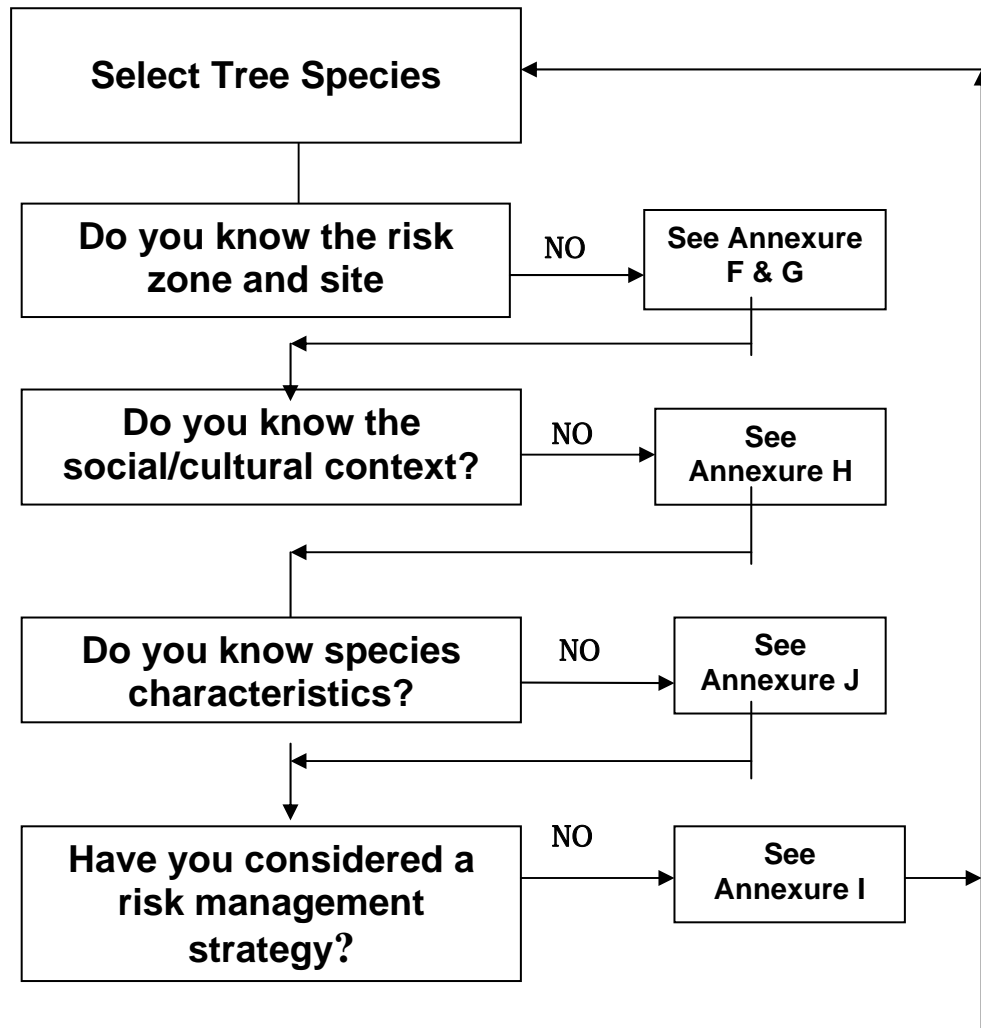 Select Tree Species
Do you know the risk
zone and site
NO
See Annexure
F & G
Do you know the
social/cultural context?
NO
See
Annexure H
Do you know species
characteristics?
NO
See
Annexure J
Have you considered a
risk management
strategy?
NO
See
Annexure I